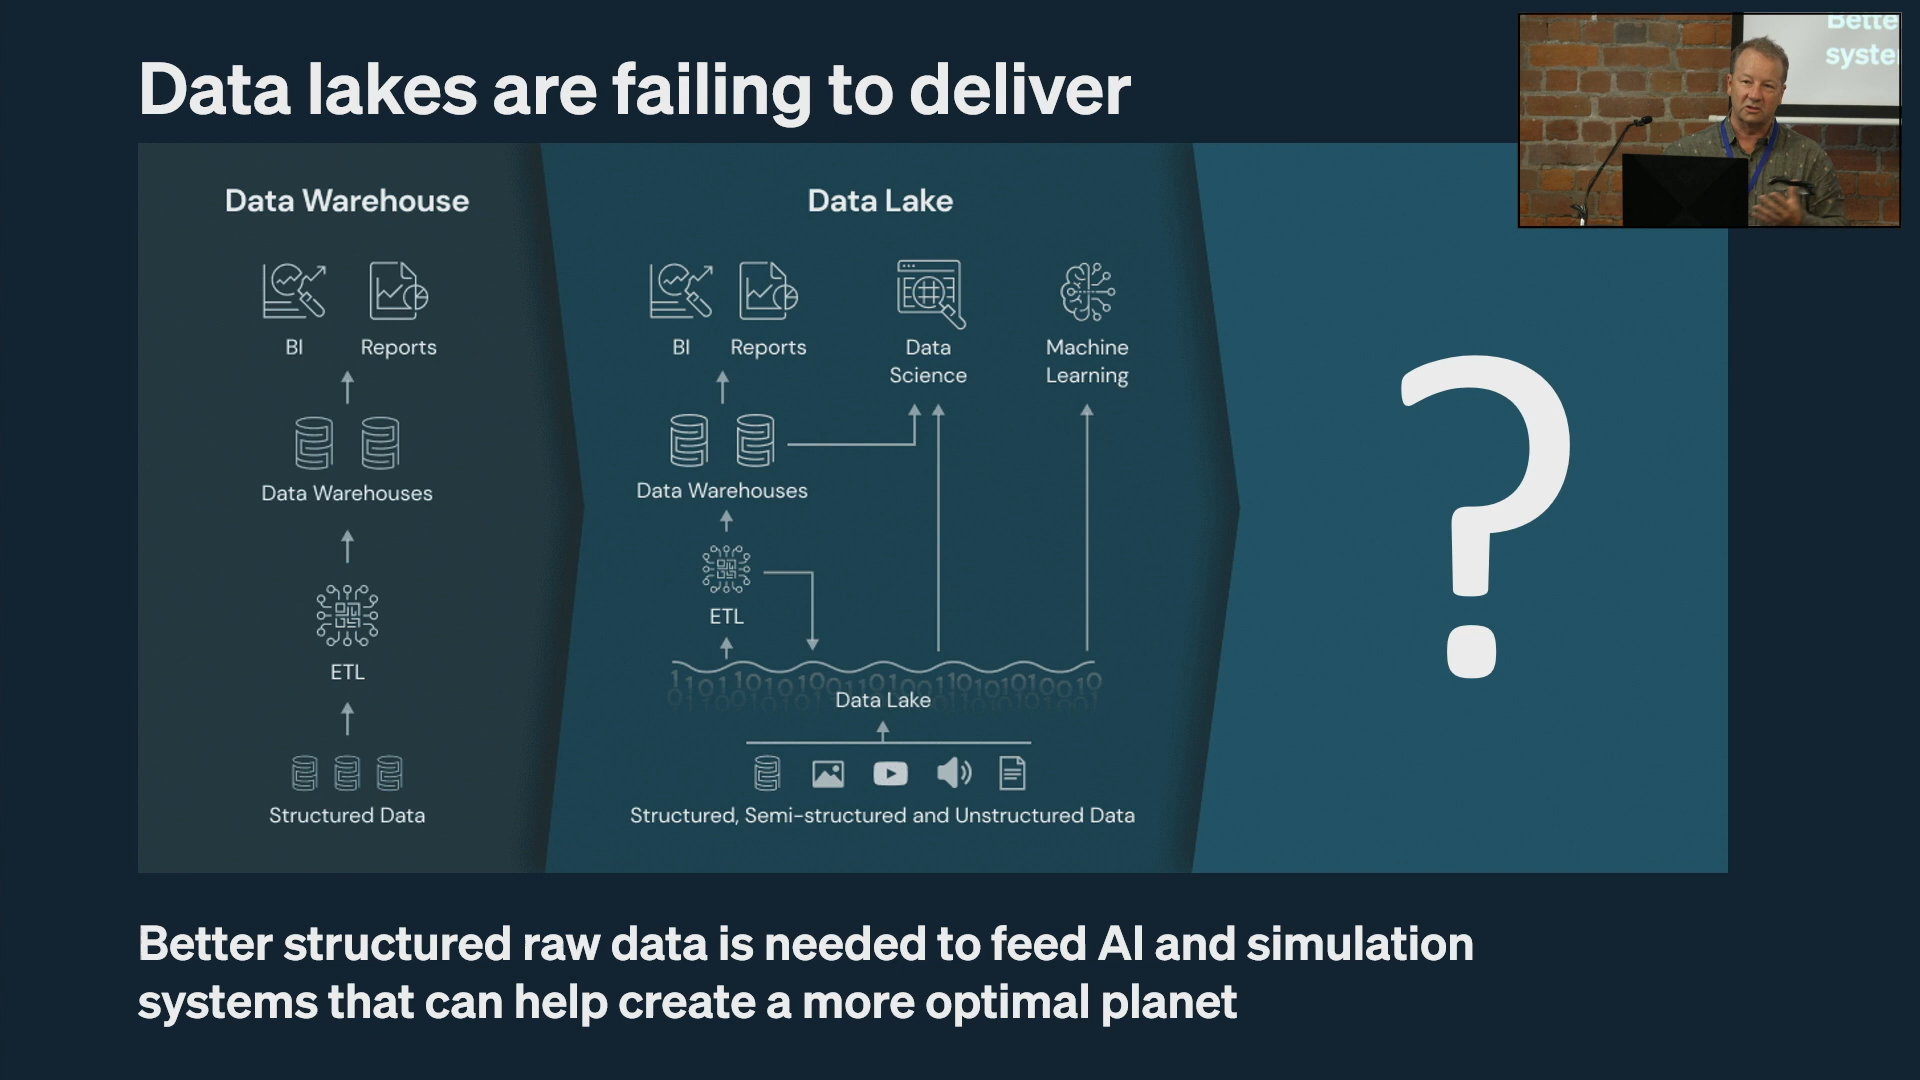 Data lakes are failing to deliver
Bette
syste
Data Warehouse
BI
Reports
Data Warehouses
ETL
Structured Data
Data Lake
BI
Reports
Data
Science
Machine
Learning
Data Warehouses
ETL
Data Lake
Structured, Semi-structured and Unstructured Data
?
Better structured raw data is needed to feed AI and simulation
systems that can help create a more optimal planet